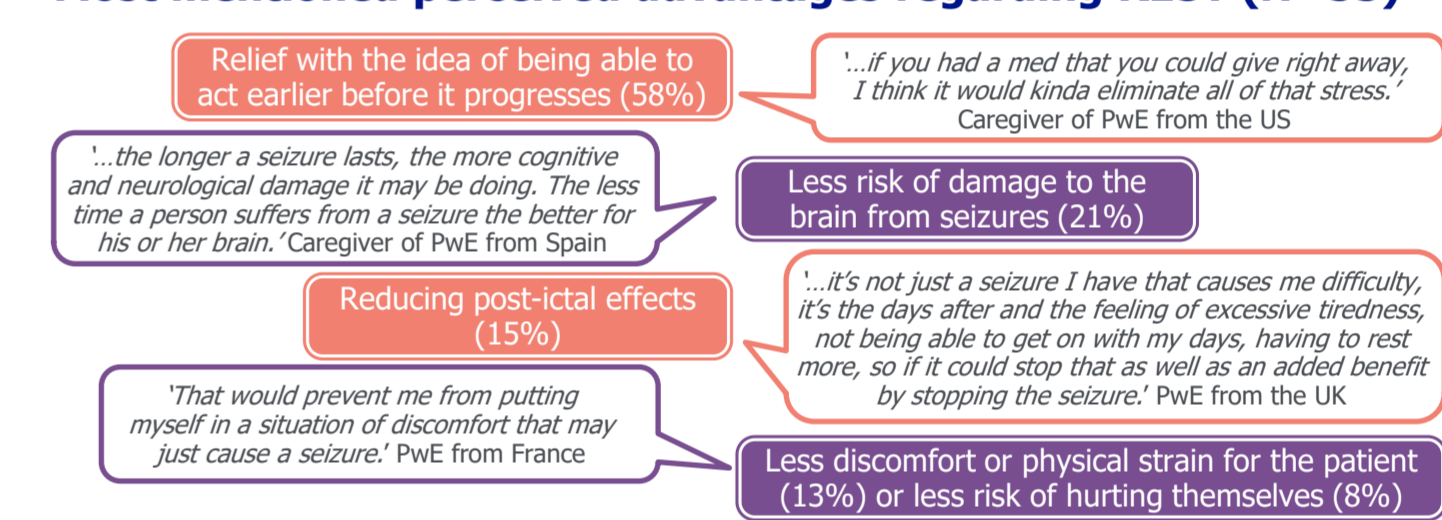 Relief with the idea of being able to
act earlier before it progresses (58%)
‘...if you had a med that you could give right away,
I think it would kinda eliminate all of that stress.’
Caregiver of PwE from the US
‘...the longer a seizure lasts, the more cognitive
and neurological damage it may be doing. The less
time a person suffers from a seizure the better for
his or her brain.’ Caregiver of PwE from Spain
Less risk of damage to the
brain from seizures (21%)
Reducing post-ictal effects
(15%)
‘...it’s not just a seizure I have that causes me difficulty,
it’s the days after and the feeling of excessive tiredness,
not being able to get on with my days, having to rest
more, so if it could stop that as well as an added benefit
by stopping the seizure.’ PwE from the UK
‘That would prevent me from putting
myself in a situation of discomfort that may
just cause a seizure.’ PwE from France
Less discomfort or physical strain for the patient
(13%) or less risk of hurting themselves (8%)